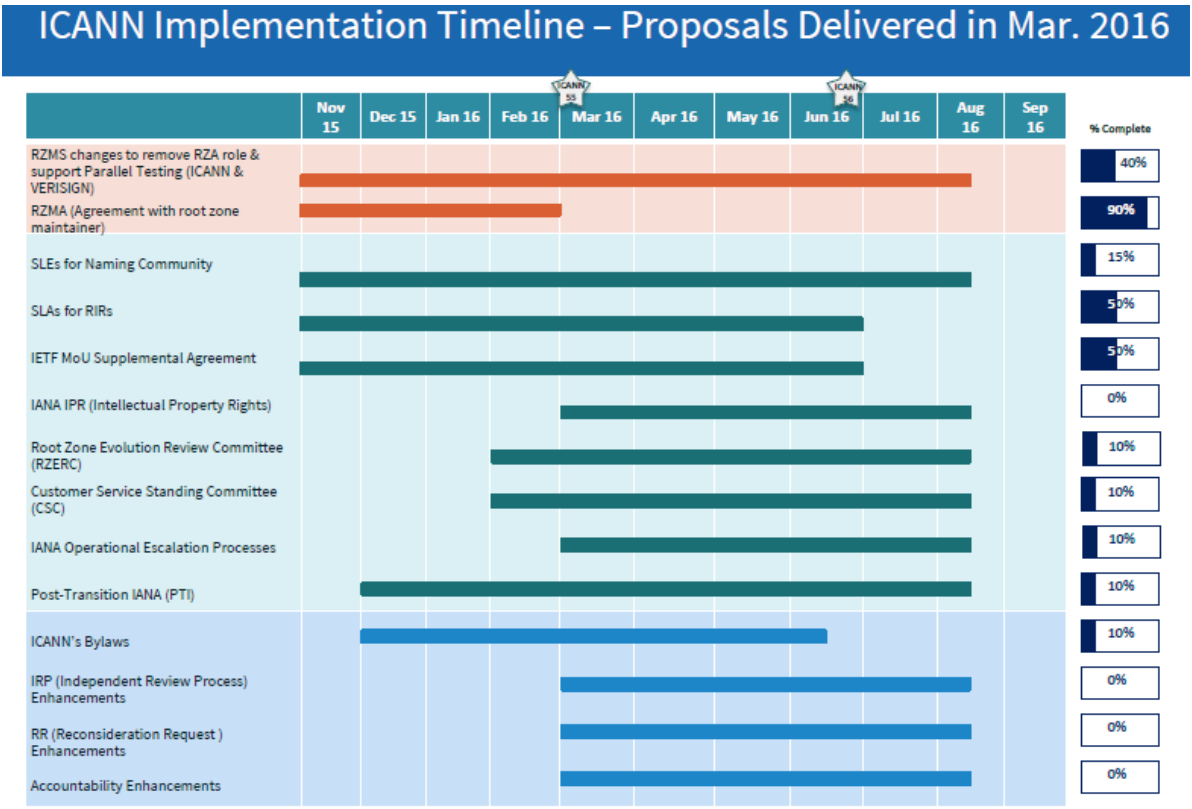 ICANN Implementation Timeline – Proposals Delivered in Mar. 2016
ICANN
55
ICANN
56
Nov
15
Dec 15
Jan 16
Feb 16
Mar 16
Apr 16
May 16
Jun 16
Jul 16
Aug
16
Sep
16
% Complete
RZMS changes to remove RZA role &
support Parallel Testing (ICANN &
VERISIGN)
40%
RZMA (Agreement with root zone
maintainer)
90%
SLEs for Naming Community
15%
SLAs for RIRs
50%
IETF MoU Supplemental Agreement
50%
IANA IPR (Intellectual Property Rights)
0%
Root Zone Evolution Review Committee
(RZERC)
10%
Customer Service Standing Committee
(CSC)
10%
IANA Operational Escalation Processes
10%
Post-Transition IANA (PTI)
10%
ICANN's Bylaws
10%
IRP (Independent Review Process)
Enhancements
0%
RR (Reconsideration Request )
Enhancements
0%
Accountability Enhancements
0%